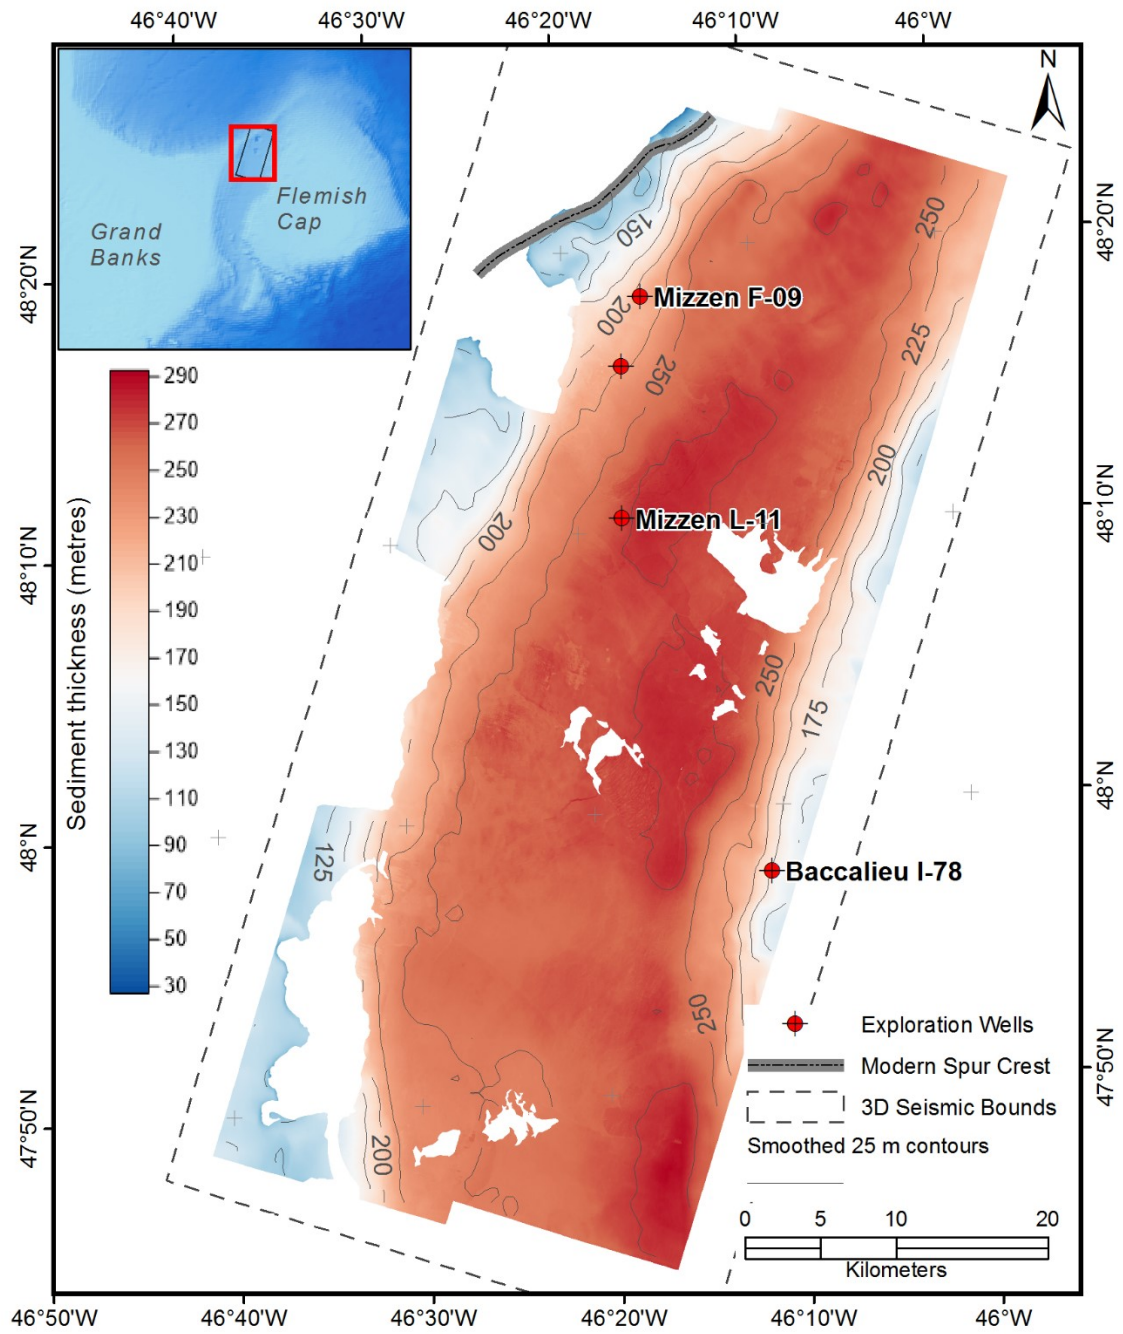 46°40'W
46°30'W
46°20'W
46°10'W
46°W
N
Grand
Banks
Flemish
Cap
48°20'N
48°10'N
48°N
47°50'N
48°20'N
48°10'N
48°N
47°50'N
290
270
250
230
210
190
170
150
130
110
90
70
50
30
Sediment thickness (metres)
150
250
Mizzen F-09
200
225
250
200
Mizzen L-11
200
250
175
125
Baccalieu I-78
250
200
Exploration Wells
Modern Spur Crest
3D Seismic Bounds
Smoothed 25 m contours
0 5 10 20
Kilometers
46°50'W
46°40'W
46°30'W
46°20'W
46°10'W
46°W